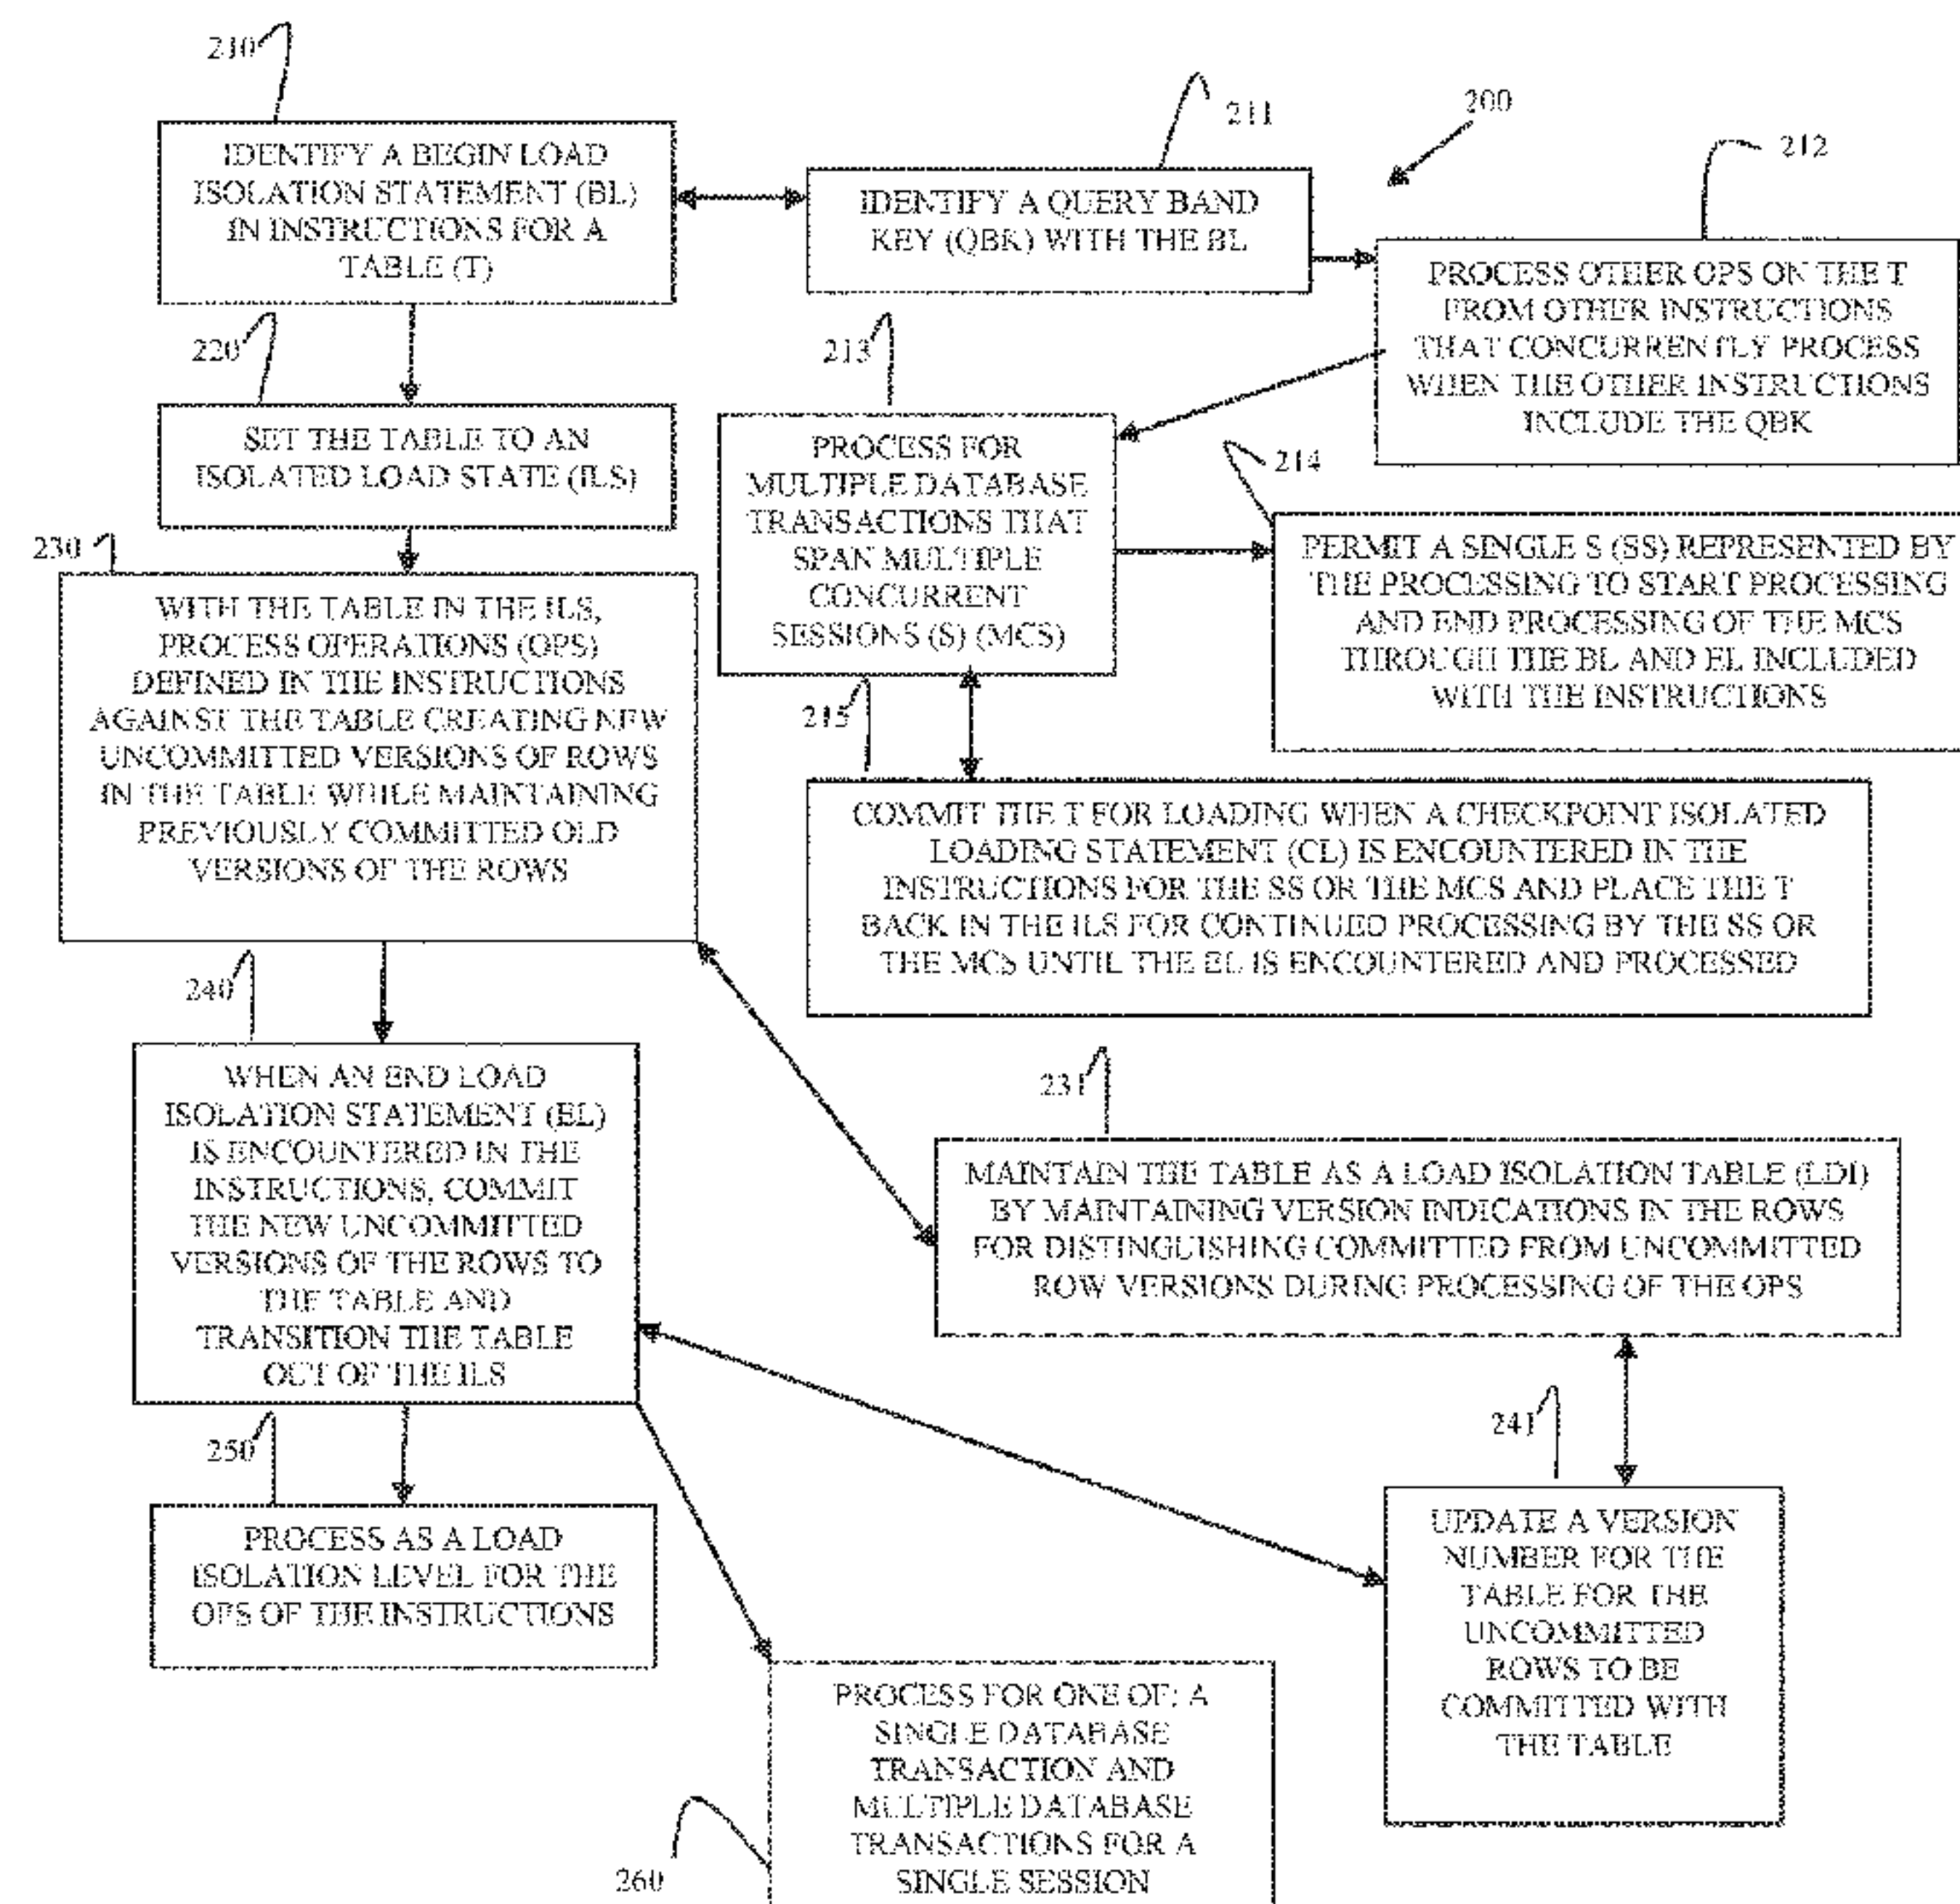 210
IDENTIFY A BEGIN LOAD
ISOLATION STATEMENT (BL)
IN INSTRUCTIONS FOR A
TABLE (T)
211
IDENTIFY A QUERY BAND
KEY (QBK) WITH THE BL
200
212
PROCESS OTHER OPS ON THE T
FROM OTHER INSTRUCTIONS
THAT CONCURRENTLY PROCESS
WHEN THE OTHER INSTRUCTIONS
INCLUDE THE QBK
220
SET THE TABLE TO AN
ISOLATED LOAD STATE (ILS)
213
PROCESS FOR
MULTIPLE DATABASE
TRANSACTIONS THAT
SPAN MULTIPLE
CONCURRENT
SESSIONS (S) (MCS)
214
PERMIT A SINGLE S (SS) REPRESENTED BY
THE PROCESSING TO START PROCESSING
AND END PROCESSING OF THE MCS
THROUGH THE BL AND EL INCLUDED
WITH THE INSTRUCTIONS
230
WITH THE TABLE IN THE ILS,
PROCESS OPERATIONS (OPS)
DEFINED IN THE INSTRUCTIONS
AGAINST THE TABLE CREATING NEW
UNCOMMITTED VERSIONS OF ROWS
IN THE TABLE WHILE MAINTAINING
PREVIOUSLY COMMITTED OLD
VERSIONS OF THE ROWS
215
COMMIT THE T FOR LOADING WHEN A CHECKPOINT ISOLATED
LOADING STATEMENT (CL) IS ENCOUNTERED IN THE
INSTRUCTIONS FOR THE SS OR THE MCS AND PLACE THE T
BACK IN THE ILS FOR CONTINUED PROCESSING BY THE SS OR
THE MCS UNTIL THE EL IS ENCOUNTERED AND PROCESSED
240
WHEN AN END LOAD
ISOLATION STATEMENT (EL)
IS ENCOUNTERED IN THE
INSTRUCTIONS, COMMIT
THE NEW UNCOMMITTED
VERSIONS OF THE ROWS TO
THE TABLE AND
TRANSITION THE TABLE
OUT OF THE ILS
231
MAINTAIN THE TABLE AS A LOAD ISOLATION TABLE (LDI)
BY MAINTAINING VERSION INDICATIONS IN THE ROWS
FOR DISTINGUISHING COMMITTED FROM UNCOMMITTED
ROW VERSIONS DURING PROCESSING OF THE OPS
250
PROCESS AS A LOAD
ISOLATION LEVEL FOR THE
OPS OF THE INSTRUCTIONS
241
UPDATE A VERSION
NUMBER FOR THE
TABLE FOR THE
UNCOMMITTED
ROWS TO BE
COMMITTED WITH
THE TABLE
260
PROCESS FOR ONE OF: A
SINGLE DATABASE
TRANSACTION AND
MULTIPLE DATABASE
TRANSACTIONS FOR A
SINGLE SESSION